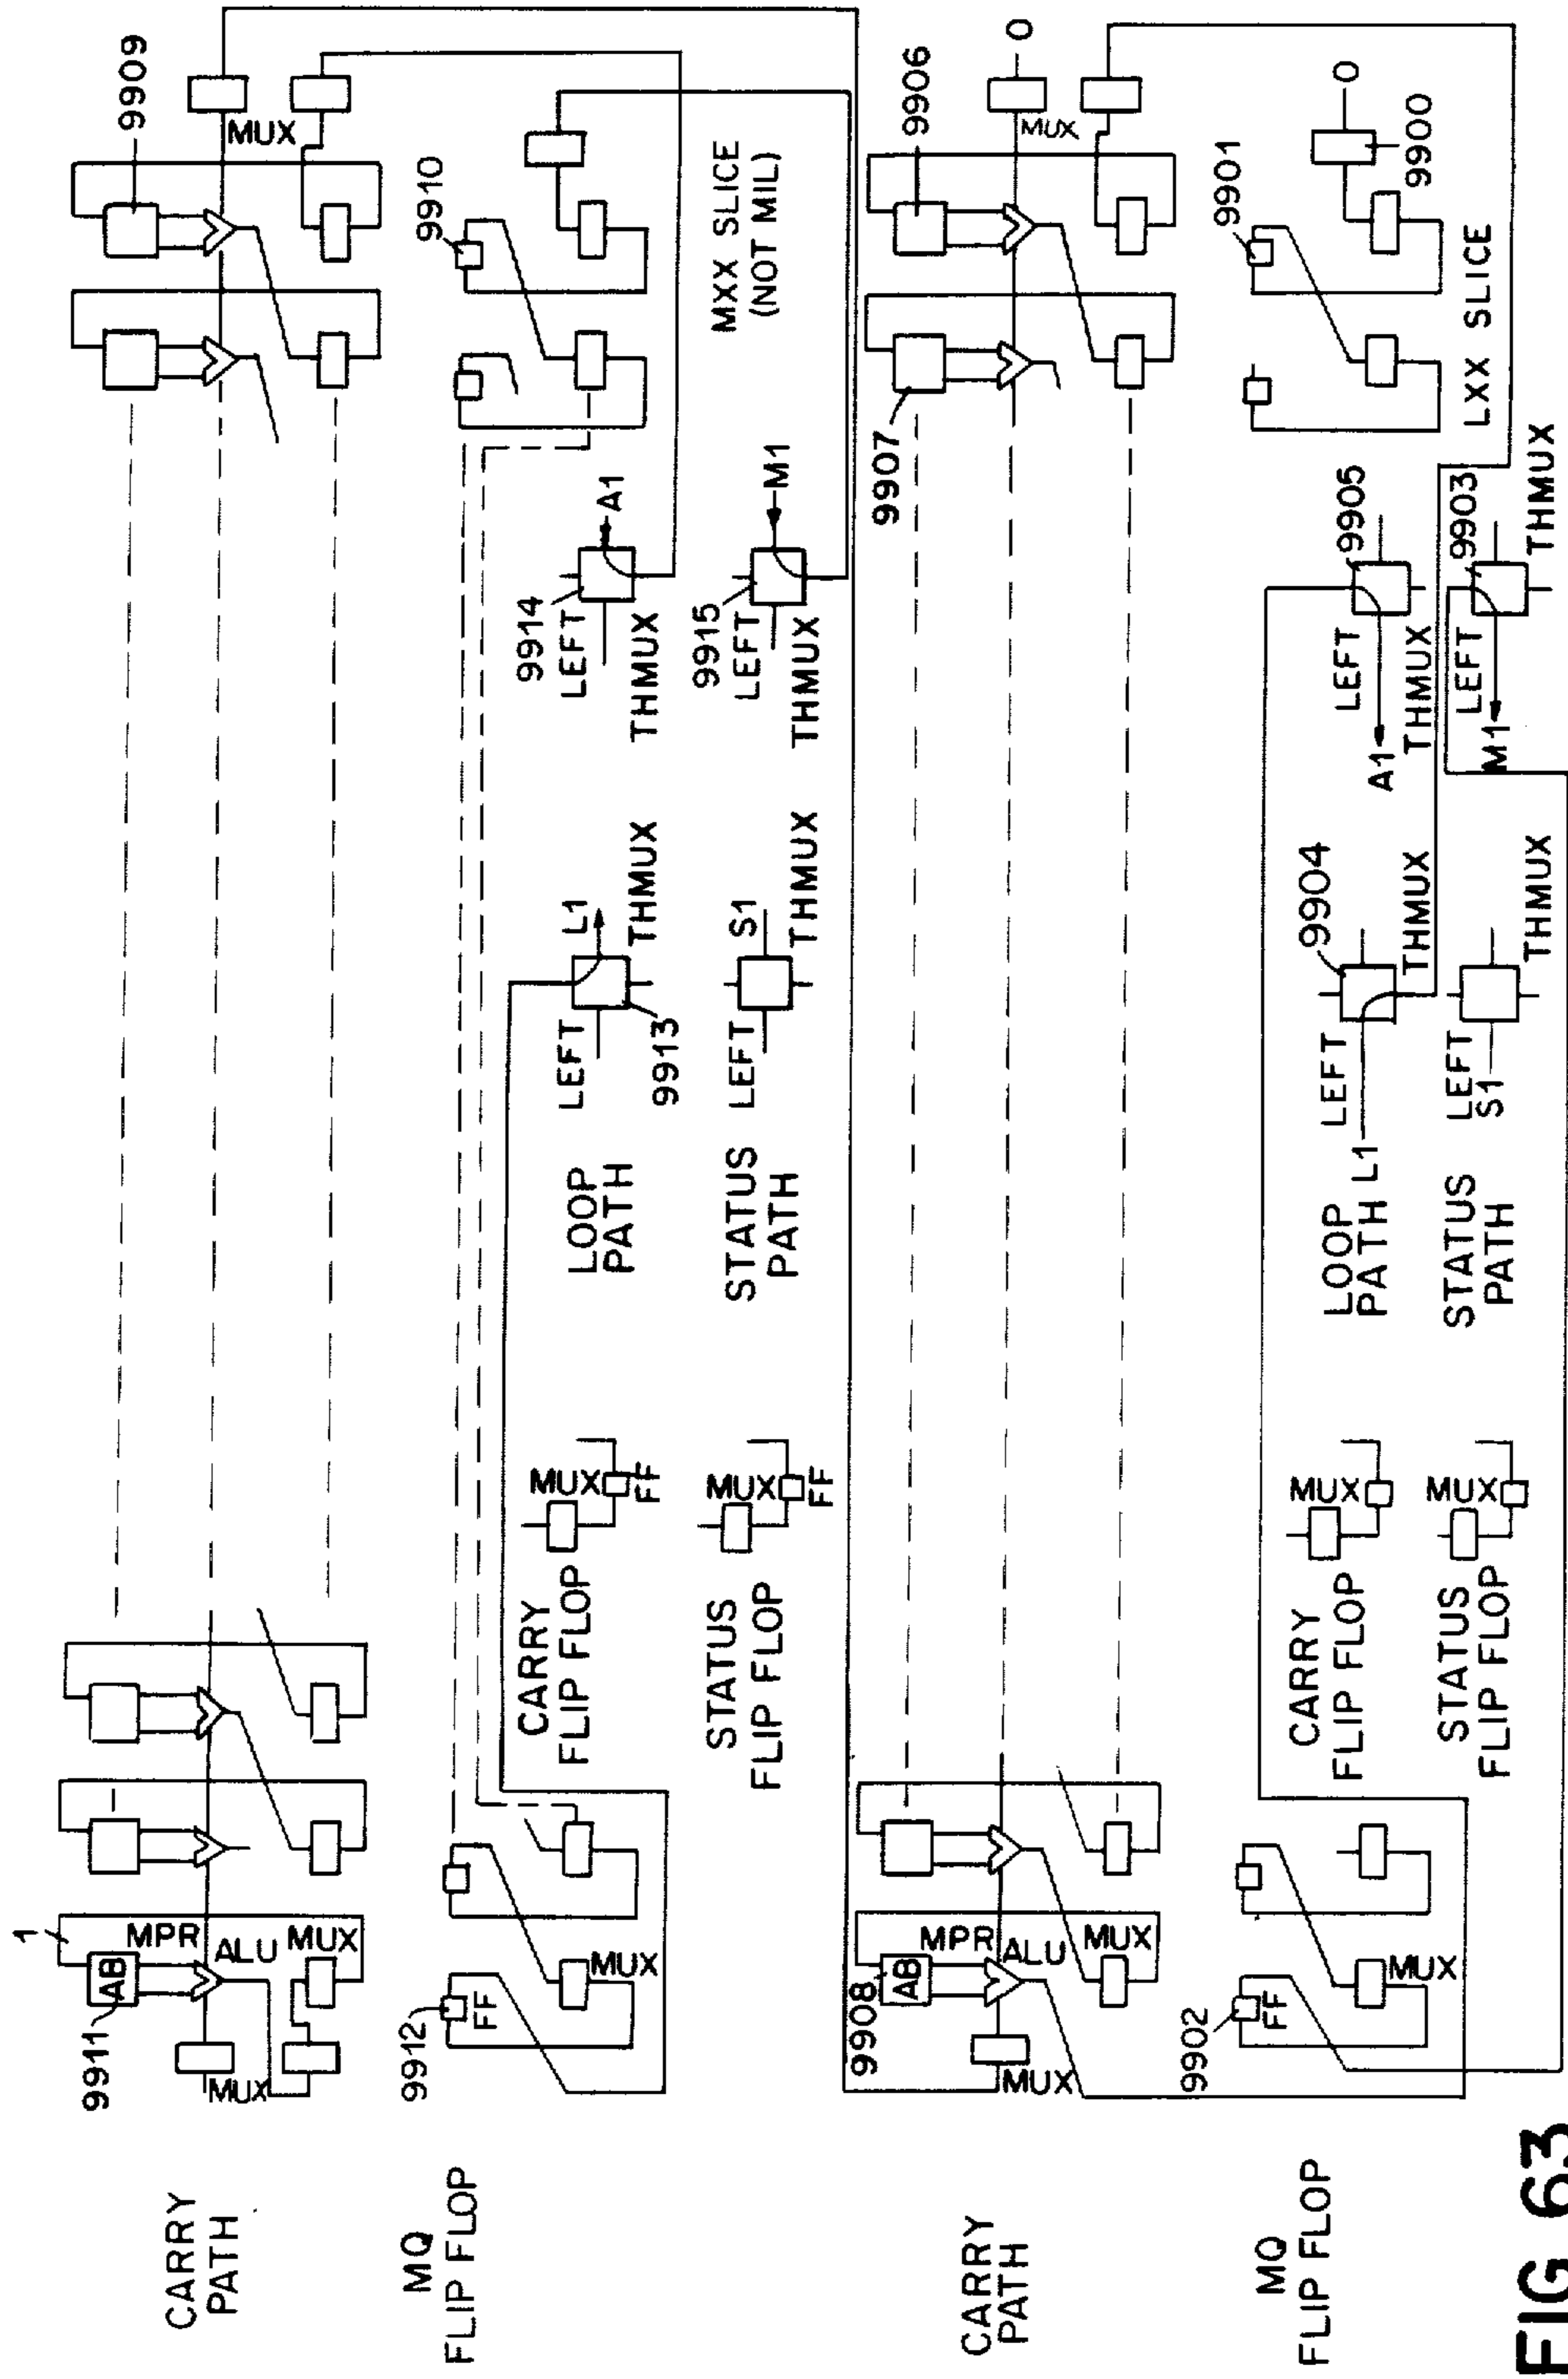 1
9909
9911
AB
MPR
CARRY
PATH
MUX
ALU
MUX
MUX
9910
9912
FF
MQ
FLIP FLOP
MUX
9914
LEFT
A1
CARRY
FLIP FLOP
MUX
FF
LOOP
PATH
LEFT
L1
9913
THMUX
THMUX
MXX SLICE
(NOT MIL)
9915
LEFT
M1
STATUS
FLIP FLOP
MUX
FF
STATUS
PATH
LEFT
S1
THMUX
THMUX
9908
AB
9907
9906
MPR
CARRY
PATH
MUX
ALU
MUX
MUX
0
9902
FF
9901
MQ
FLIP FLOP
MUX
CARRY
FLIP FLOP
MUX
LOOP
PATH L1
LEFT
9904
THMUX
LEFT
9905
A1
THMUX
0
9900
LXX SLICE
STATUS
FLIP FLOP
MUX
STATUS
PATH
LEFT
S1
THMUX
LEFT
9903
M1
THMUX
FIG 63